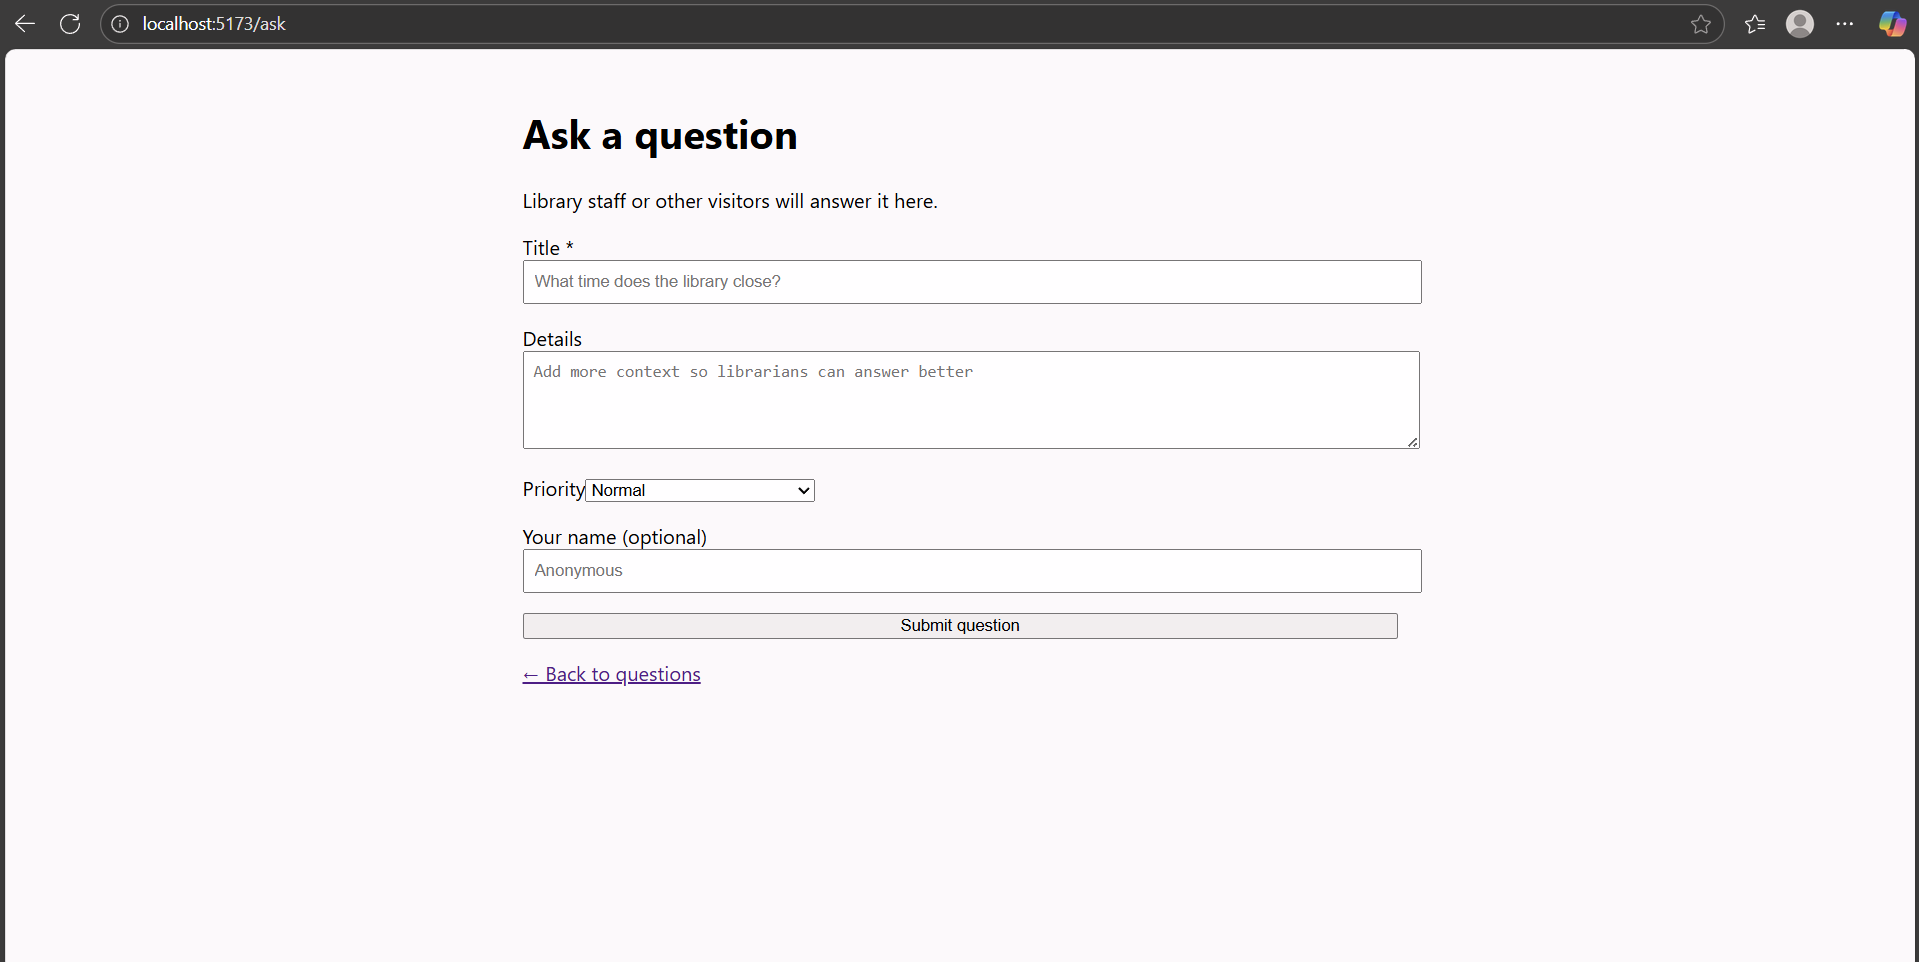 localhost:5173/ask
Ask a question
Library staff or other visitors will answer it here.
Title *
What time does the library close?
Details
Add more context so librarians can answer better
Priority Normal
Your name (optional)
Anonymous
Submit question
← Back to questions